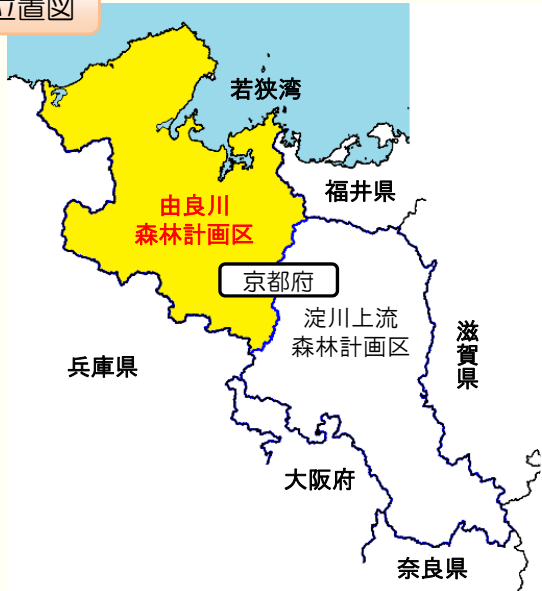 位置図
若狭湾
福井県
由良川
森林計画区
京都府
淀川上流
森林計画区
滋賀県
兵庫県
大阪府
奈良県